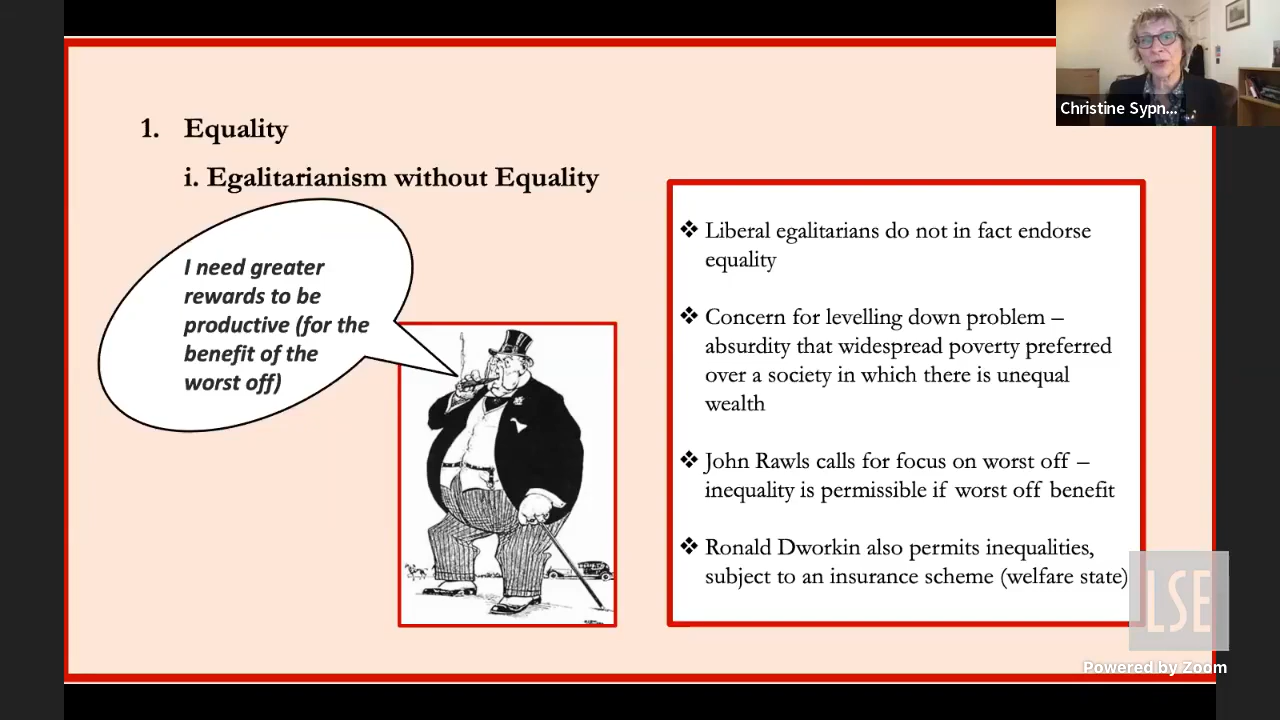 Christine Sypn...
1. Equality
i. Egalitarianism without Equality
I need greater
rewards to be
productive (for the
benefit of the
worst off)
❖ Liberal egalitarians do not in fact endorse
equality
❖ Concern for levelling down problem –
absurdity that widespread poverty preferred
over a society in which there is unequal
wealth
❖ John Rawls calls for focus on worst off –
inequality is permissible if worst off benefit
❖ Ronald Dworkin also permits inequalities,
subject to an insurance scheme (welfare state)
LSE
Powered by Zoom